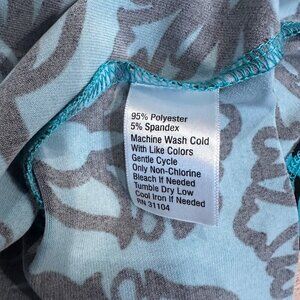 95% Polyester
5% Spandex
Machine Wash Cold
With Like Colors
Gentle Cycle
Only Non-Chlorine
Bleach If Needed
Tumble Dry Low
Cool Iron If Needed
RN 31104